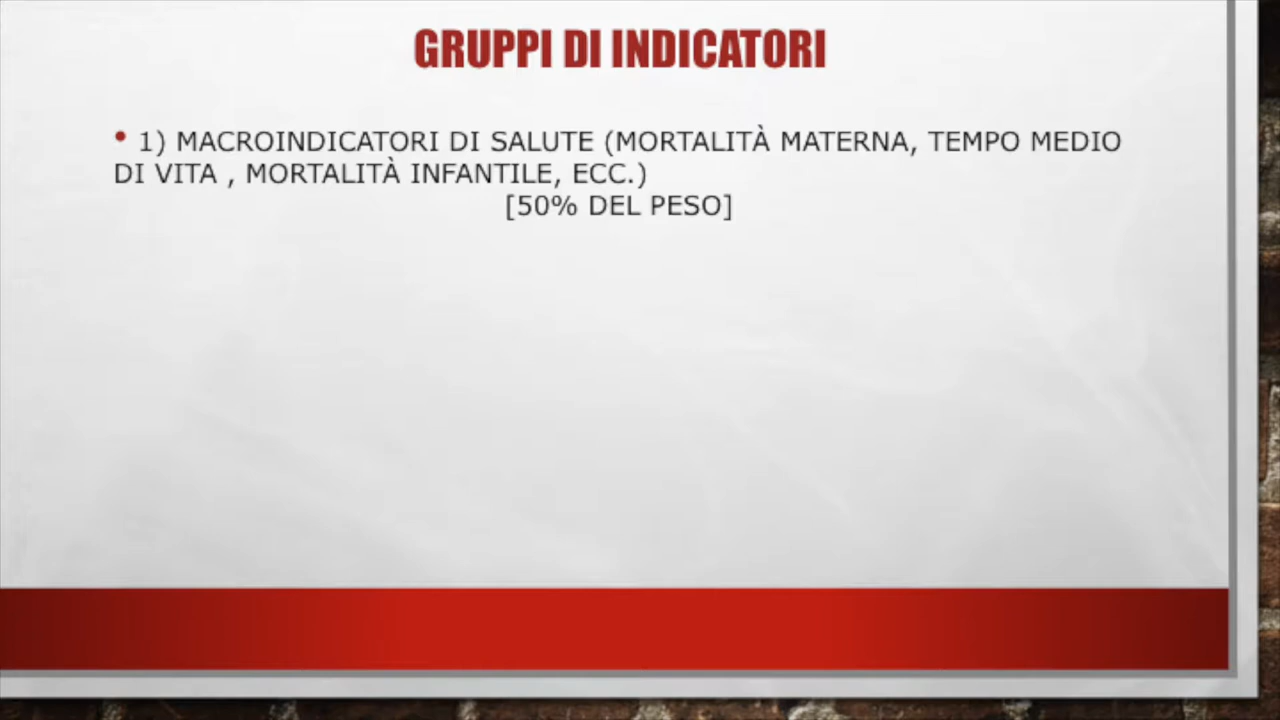 GRUPPI DI INDICATORI
• 1) MACROINDICATORI DI SALUTE (MORTALITÀ MATERNA, TEMPO MEDIO
DI VITA , MORTALITÀ INFANTILE, ECC.)
[50% DEL PESO]